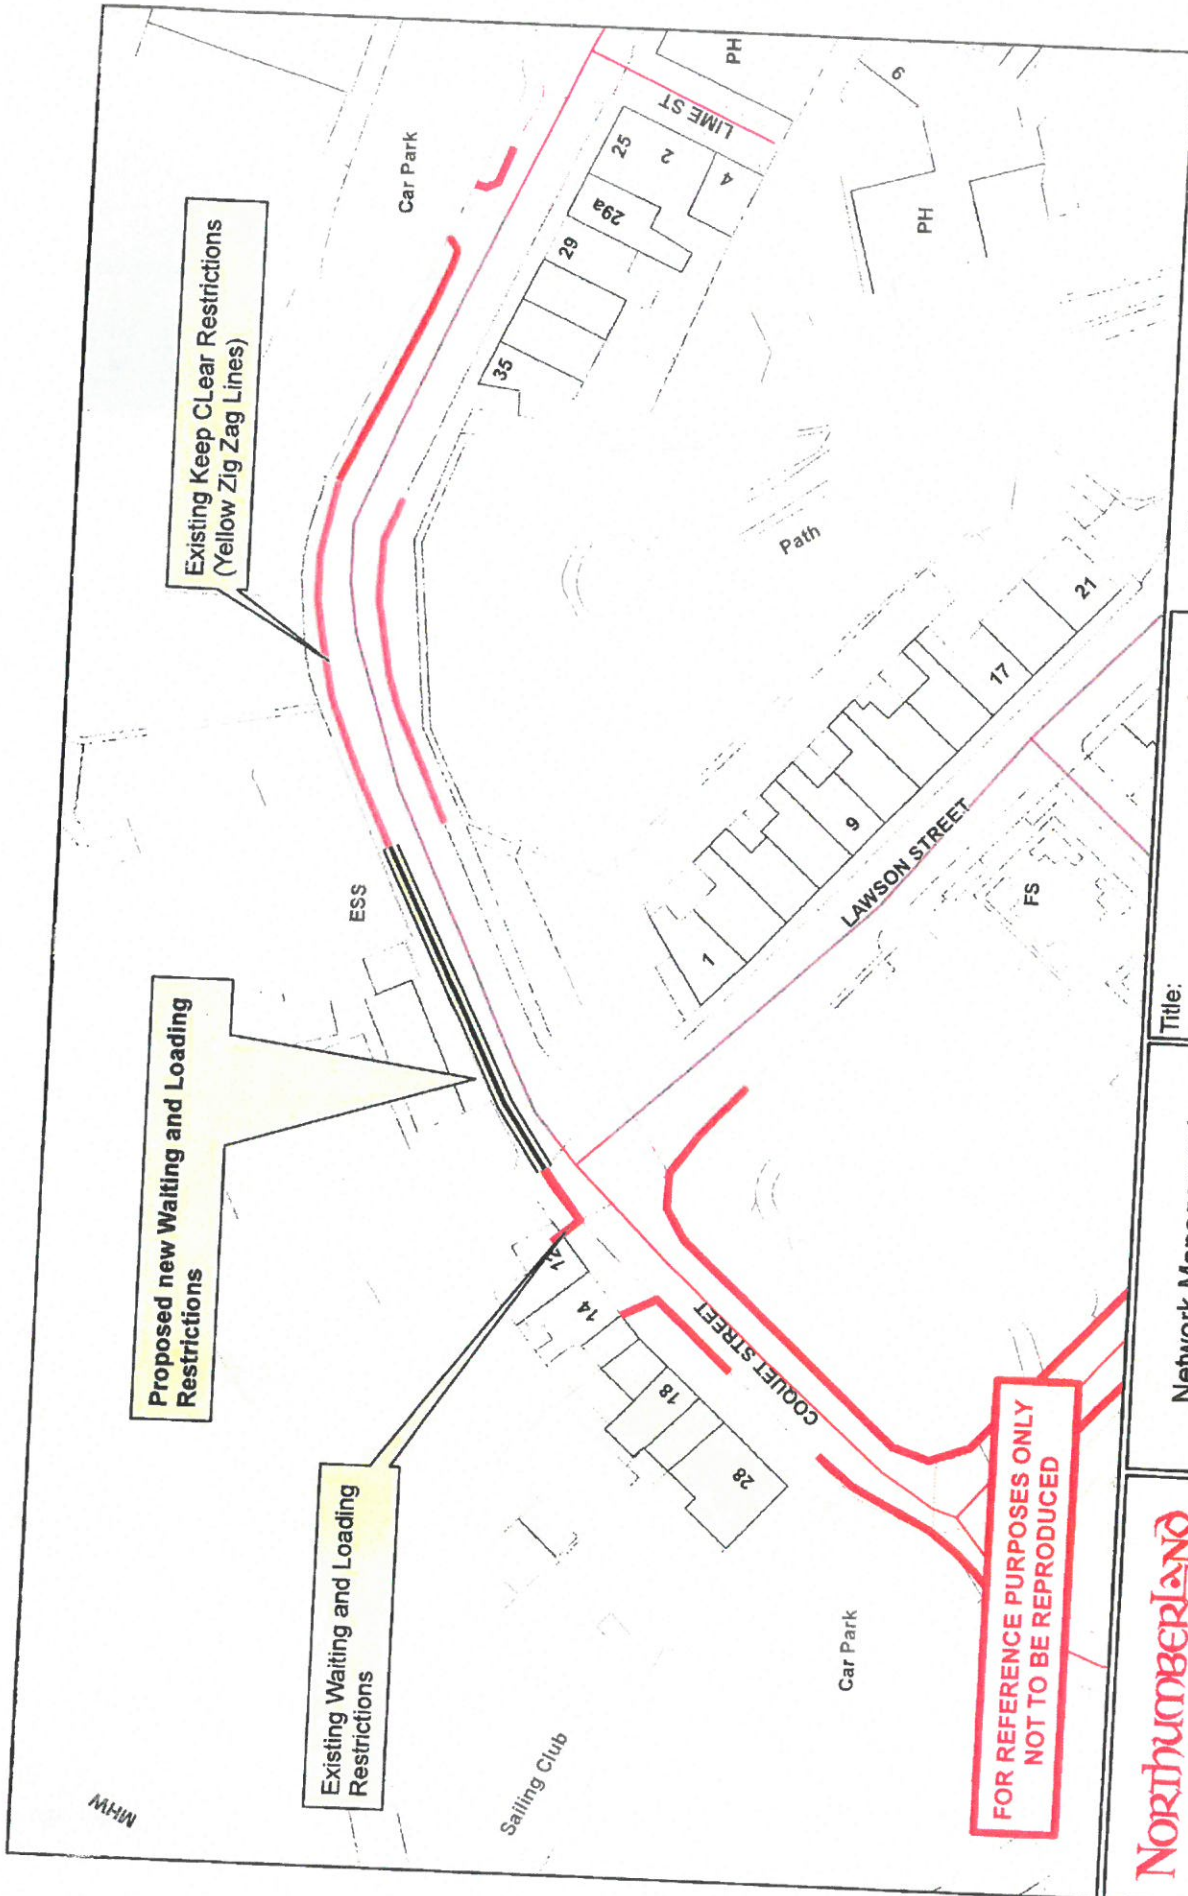 Existing Keep CLear Restrictions
(Yellow Zig Zag Lines)
Proposed new Waiting and Loading
Restrictions
Existing Waiting and Loading
Restrictions
MHW
Sailing Club
Car Park
ESS
Car Park
LIME ST
PH
PH
9
25
2
4
29a
29
35
Path
1
9
17
21
LAWSON STREET
FS
12
14
18
28
COQUET STREET
FOR REFERENCE PURPOSES ONLY
NOT TO BE REPRODUCED
NORThUMBERLAND
Title: